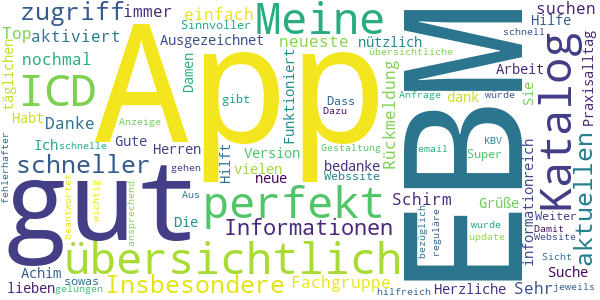 zugriff
immer
einfach
Meine
suchen
Top
aktiviert
Sinnvoller
Ausgezeichnet
neueste
nützlich
Hilfe
schnell
täglichen
nochmal
Damen
Funktioniert
übersichtliche
Arbeit
Praxisalltag
ICD
App
EBM
Katalog
aktuellen
Habt
Danke
gibt
Dass
Dazu
Rückmeldung
Anfrage
dank
würde
Sie
Anzeige
Ich
schnelle
Gute
Version
Gestaltung
email
KBV
Super
informationreich
fehlerhafter
schneller
Herren
gehen
Hilft
vielen
neue
bedanke
Webssite
gut
Aus
perfekt
Schirm
Grüße
beantwortet
wichtig
ansprechend
Die
Informationen
bezüglich
reguläre
wurde
update
Weiter
Damit
Website
übersichtlich
Sicht
Achim
sowas
Suche
lieben
gelungen
Insbesondere
Fachgruppe
hilfreich
Herzliche
Sehr
jeweils